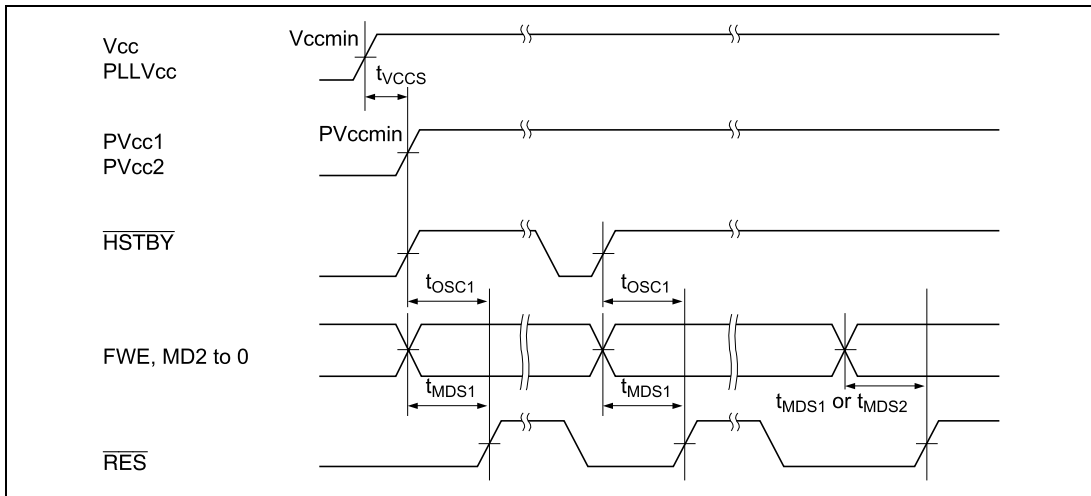 Vcc
PLLVcc
Vccmin
tVCCS
PVcc1
PVcc2
PVccmin
HSTBY
tOSC1
tOSC1
FWE, MD2 to 0
tMDS1
tMDS1
tMDS1 or tMDS2
RES